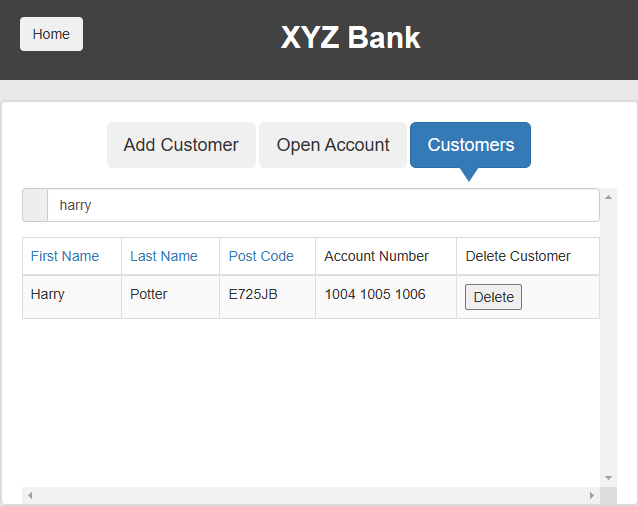 Home
XYZ Bank
Add Customer Open Account Customers
harry
First Name Last Name Post Code Account Number Delete Customer
Harry Potter E725JB 1004 1005 1006 Delete